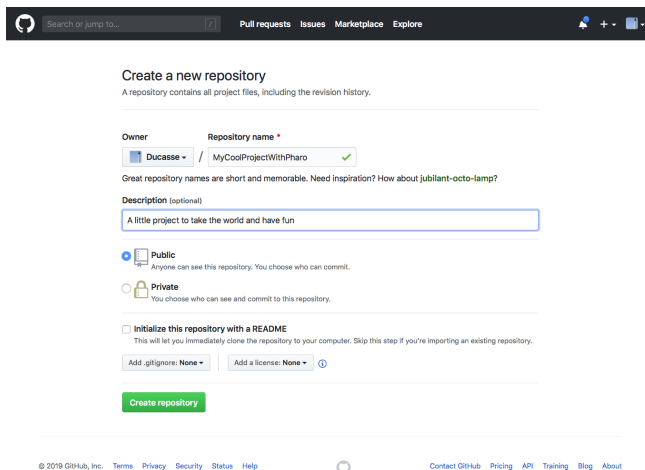 Search or jump to... /
Pull requests Issues Marketplace Explore
Create a new repository
A repository contains all project files, including the revision history.
Owner Repository name *
Ducasse / MyCoolProjectWithPharo
Great repository names are short and memorable. Need inspiration? How about jubilant-octo-lamp?
Description (optional)
A little project to take the world and have fun
Public
Anyone can see this repository. You choose who can commit.
Private
You choose who can see and commit to this repository.
Initialize this repository with a README
This will let you immediately clone the repository to your computer. Skip this step if you're importing an existing repository.
Add .gitignore: None Add a license: None
Create repository
© 2019 GitHub, Inc. Terms Privacy Security Status Help Contact GitHub Pricing API Training Blog About